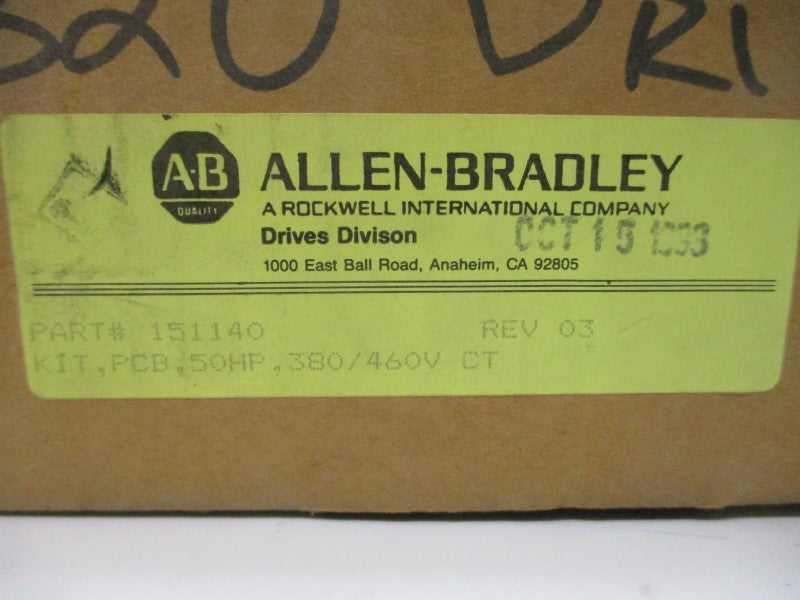 DRI
A-B
QUALITY
ALLEN-BRADLEY
A ROCKWELL INTERNATIONAL COMPANY
Drives Divison
OCT 15 1993
1000 East Ball Road, Anaheim, CA 92805
PART# 151140 REV 03
KIT,PCB,50HP,380/460V CT